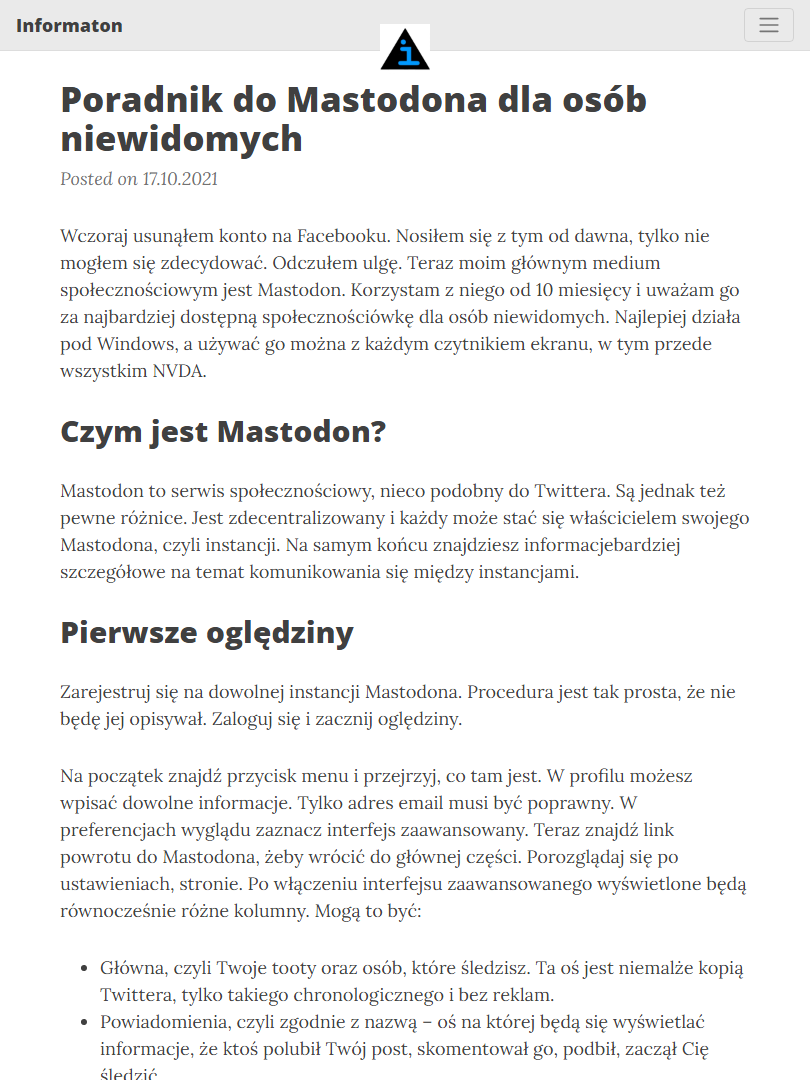 Informaton
i
Poradnik do Mastodona dla osób
niewidomych
Posted on 17.10.2021
Wczoraj usunąłem konto na Facebooku. Nosiłem się z tym od dawna, tylko nie
mogłem się zdecydować. Odczułem ulgę. Teraz moim głównym medium
społecznościowym jest Mastodon. Korzystam z niego od 10 miesięcy i uważam go
za najbardziej dostępną społecznościówkę dla osób niewidomych. Najlepiej działa
pod Windows, a używać go można z każdym czytnikiem ekranu, w tym przede
wszystkim NVDA.
Czym jest Mastodon?
Mastodon to serwis społecznościowy, nieco podobny do Twittera. Są jednak też
pewne różnice. Jest zdecentralizowany i każdy może stać się właścicielem swojego
Mastodona, czyli instancji. Na samym końcu znajdziesz informacjebardziej
szczegółowe na temat komunikowania się między instancjami.
Pierwsze oględziny
Zarejestruj się na dowolnej instancji Mastodona. Procedura jest tak prosta, że nie
będę jej opisywał. Zaloguj się i zacznij oględziny.
Na początek znajdź przycisk menu i przejrzyj, co tam jest. W profilu możesz
wpisać dowolne informacje. Tylko adres email musi być poprawny. W
preferencjach wyglądu zaznacz interfejs zaawansowany. Teraz znajdź link
powrotu do Mastodona, żeby wrócić do głównej części. Porozglądaj się po
ustawieniach, stronie. Po włączeniu interfejsu zaawansowanego wyświetlone będą
równocześnie różne kolumny. Mogą to być:
• Główna, czyli Twoje tooty oraz osób, które śledzisz. Ta oś jest niemalże kopią
Twittera, tylko takiego chronologicznego i bez reklam.
• Powiadomienia, czyli zgodnie z nazwą – oś na której będą się wyświetlać
informacje, że ktoś polubił Twój post, skomentował go, podbił, zaczął Cię
śledzić